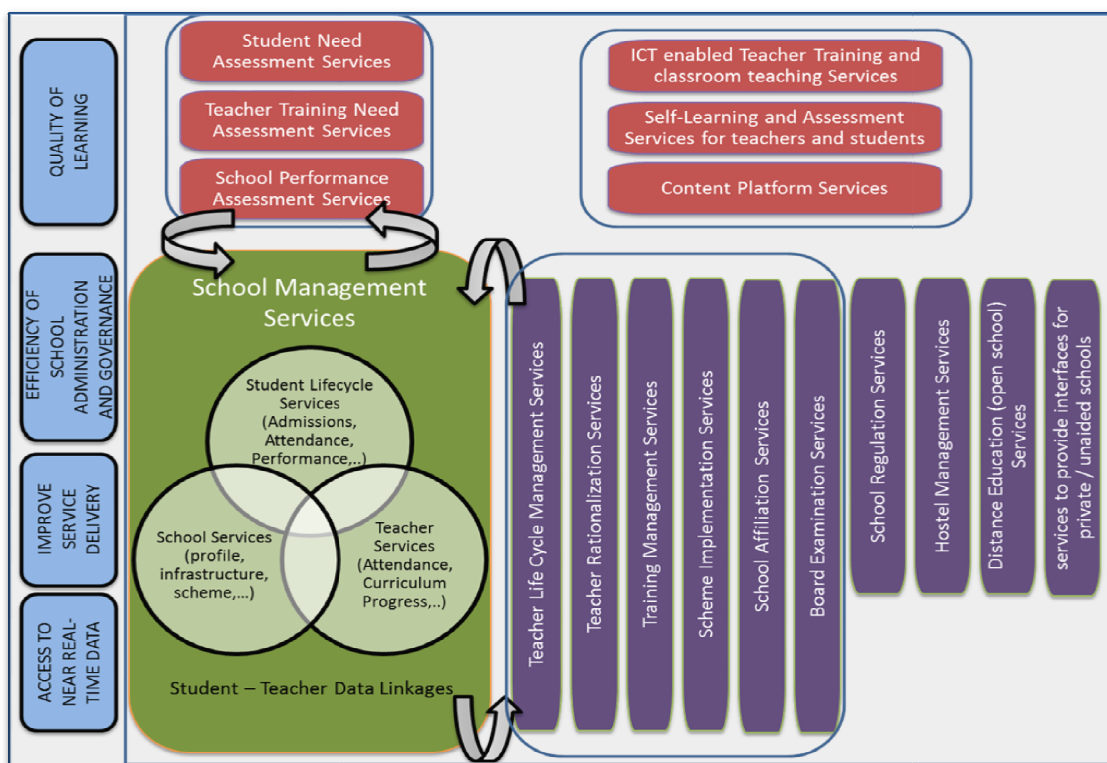 QUALITY OF
LEARNING
EFFICIENCY OF
SCHOOL
ADMINISTRATION
AND GOVERNANCE
IMPROVE
SERVICE
DELIVERY
ACCESS TO
NEAR REAL-
TIME DATA
Student Need
Assessment Services
Teacher Training Need
Assessment Services
School Performance
Assessment Services
ICT enabled Teacher Training and
classroom teaching Services
Self-Learning and Assessment
Services for teachers and students
Content Platform Services
School Management
Services
Student Lifecycle
Services
(Admissions,
Attendance,
Performance,..)
School Services
(profile,
infrastructure,
scheme,...)
Teacher
Services
(Attendance,
Curriculum
Progress,..)
Student – Teacher Data Linkages
Teacher Life Cycle Management Services
Teacher Rationalization Services
Training Management Services
Scheme Implementation Services
School Affiliation Services
Board Examination Services
School Regulation Services
Hostel Management Services
Distance Education (open school)
Services
services to provide interfaces for
private / unaided schools